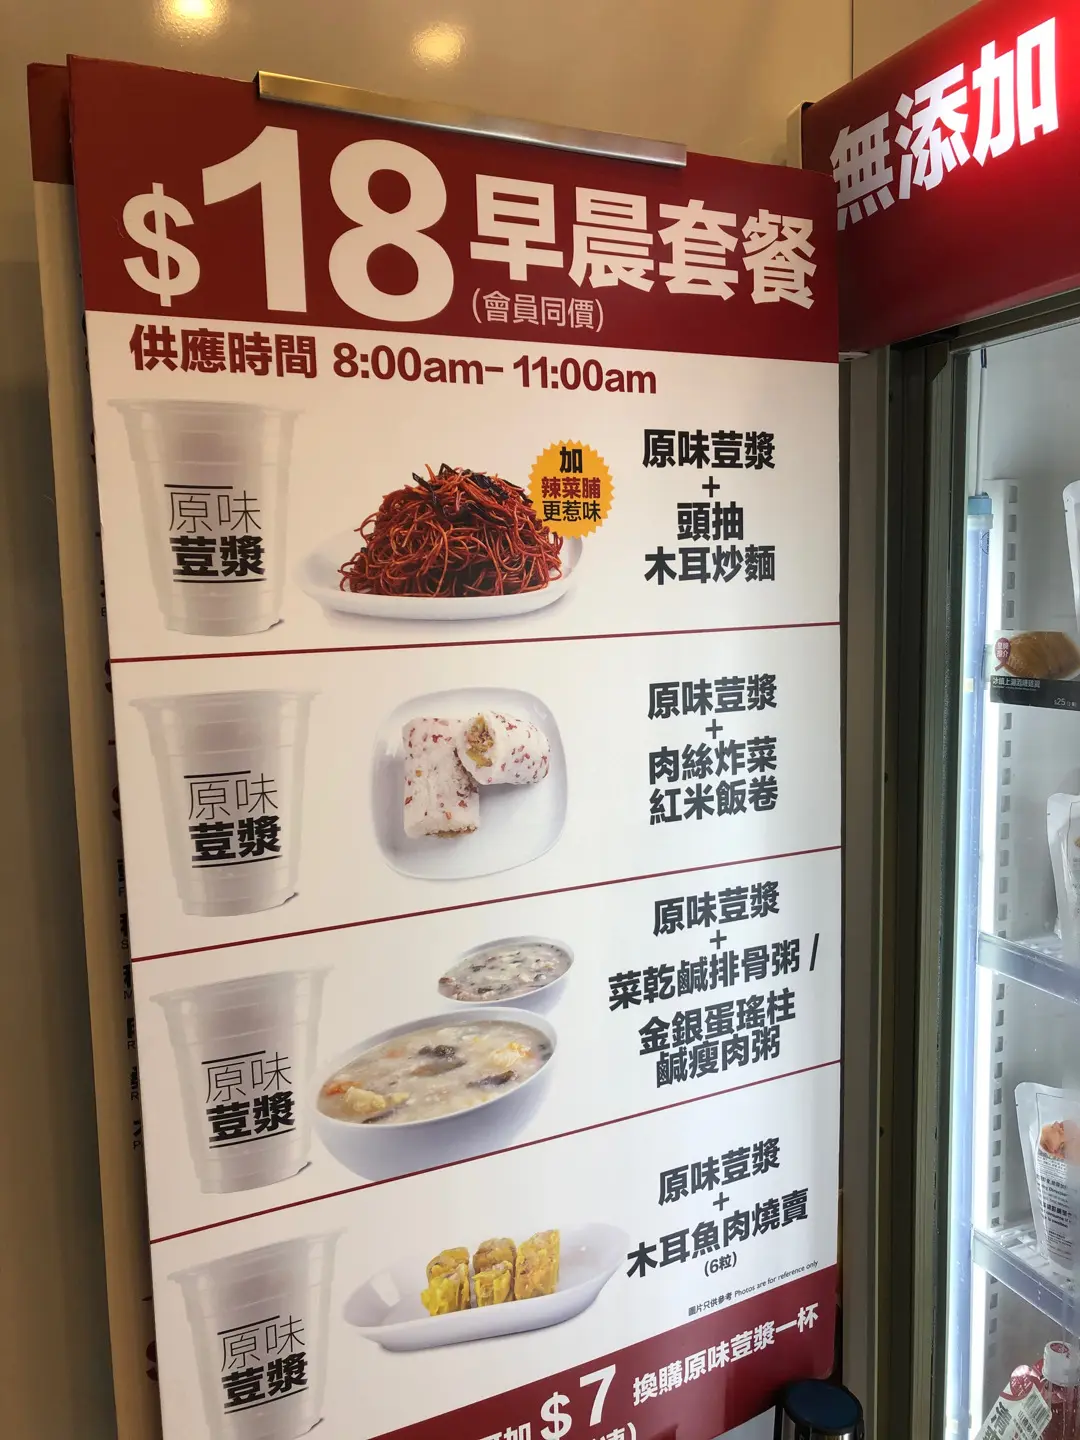 無添加
$18 早晨套餐
(會員同價)
供應時間 8:00am-11:00am
原味
荳漿
加
辣菜脯
更惹味
原味荳漿
+
頭抽
木耳炒麵
原味
荳漿
原味荳漿
+
肉絲炸菜
紅米飯卷
原味
荳漿
原味荳漿
+
菜乾鹹排骨粥 /
金銀蛋瑤柱
鹹瘦肉粥
原味
荳漿
原味荳漿
+
木耳魚肉燒賣
(6粒)
圖片只供參考 Photos are for reference only
加 $7 換購原味荳漿一杯
$25